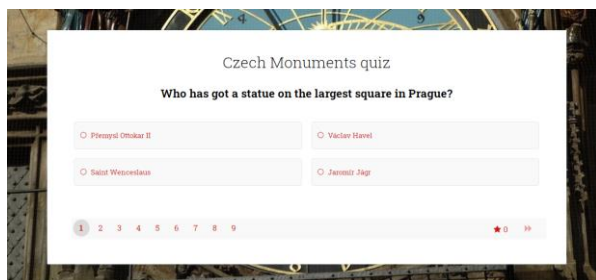 Czech Monuments quiz
Who has got a statue on the largest square in Prague?
Přemysl Ottokar II
Václav Havel
Saint Wenceslaus
Jaromír Jágr
1 2 3 4 5 6 7 8 9
0